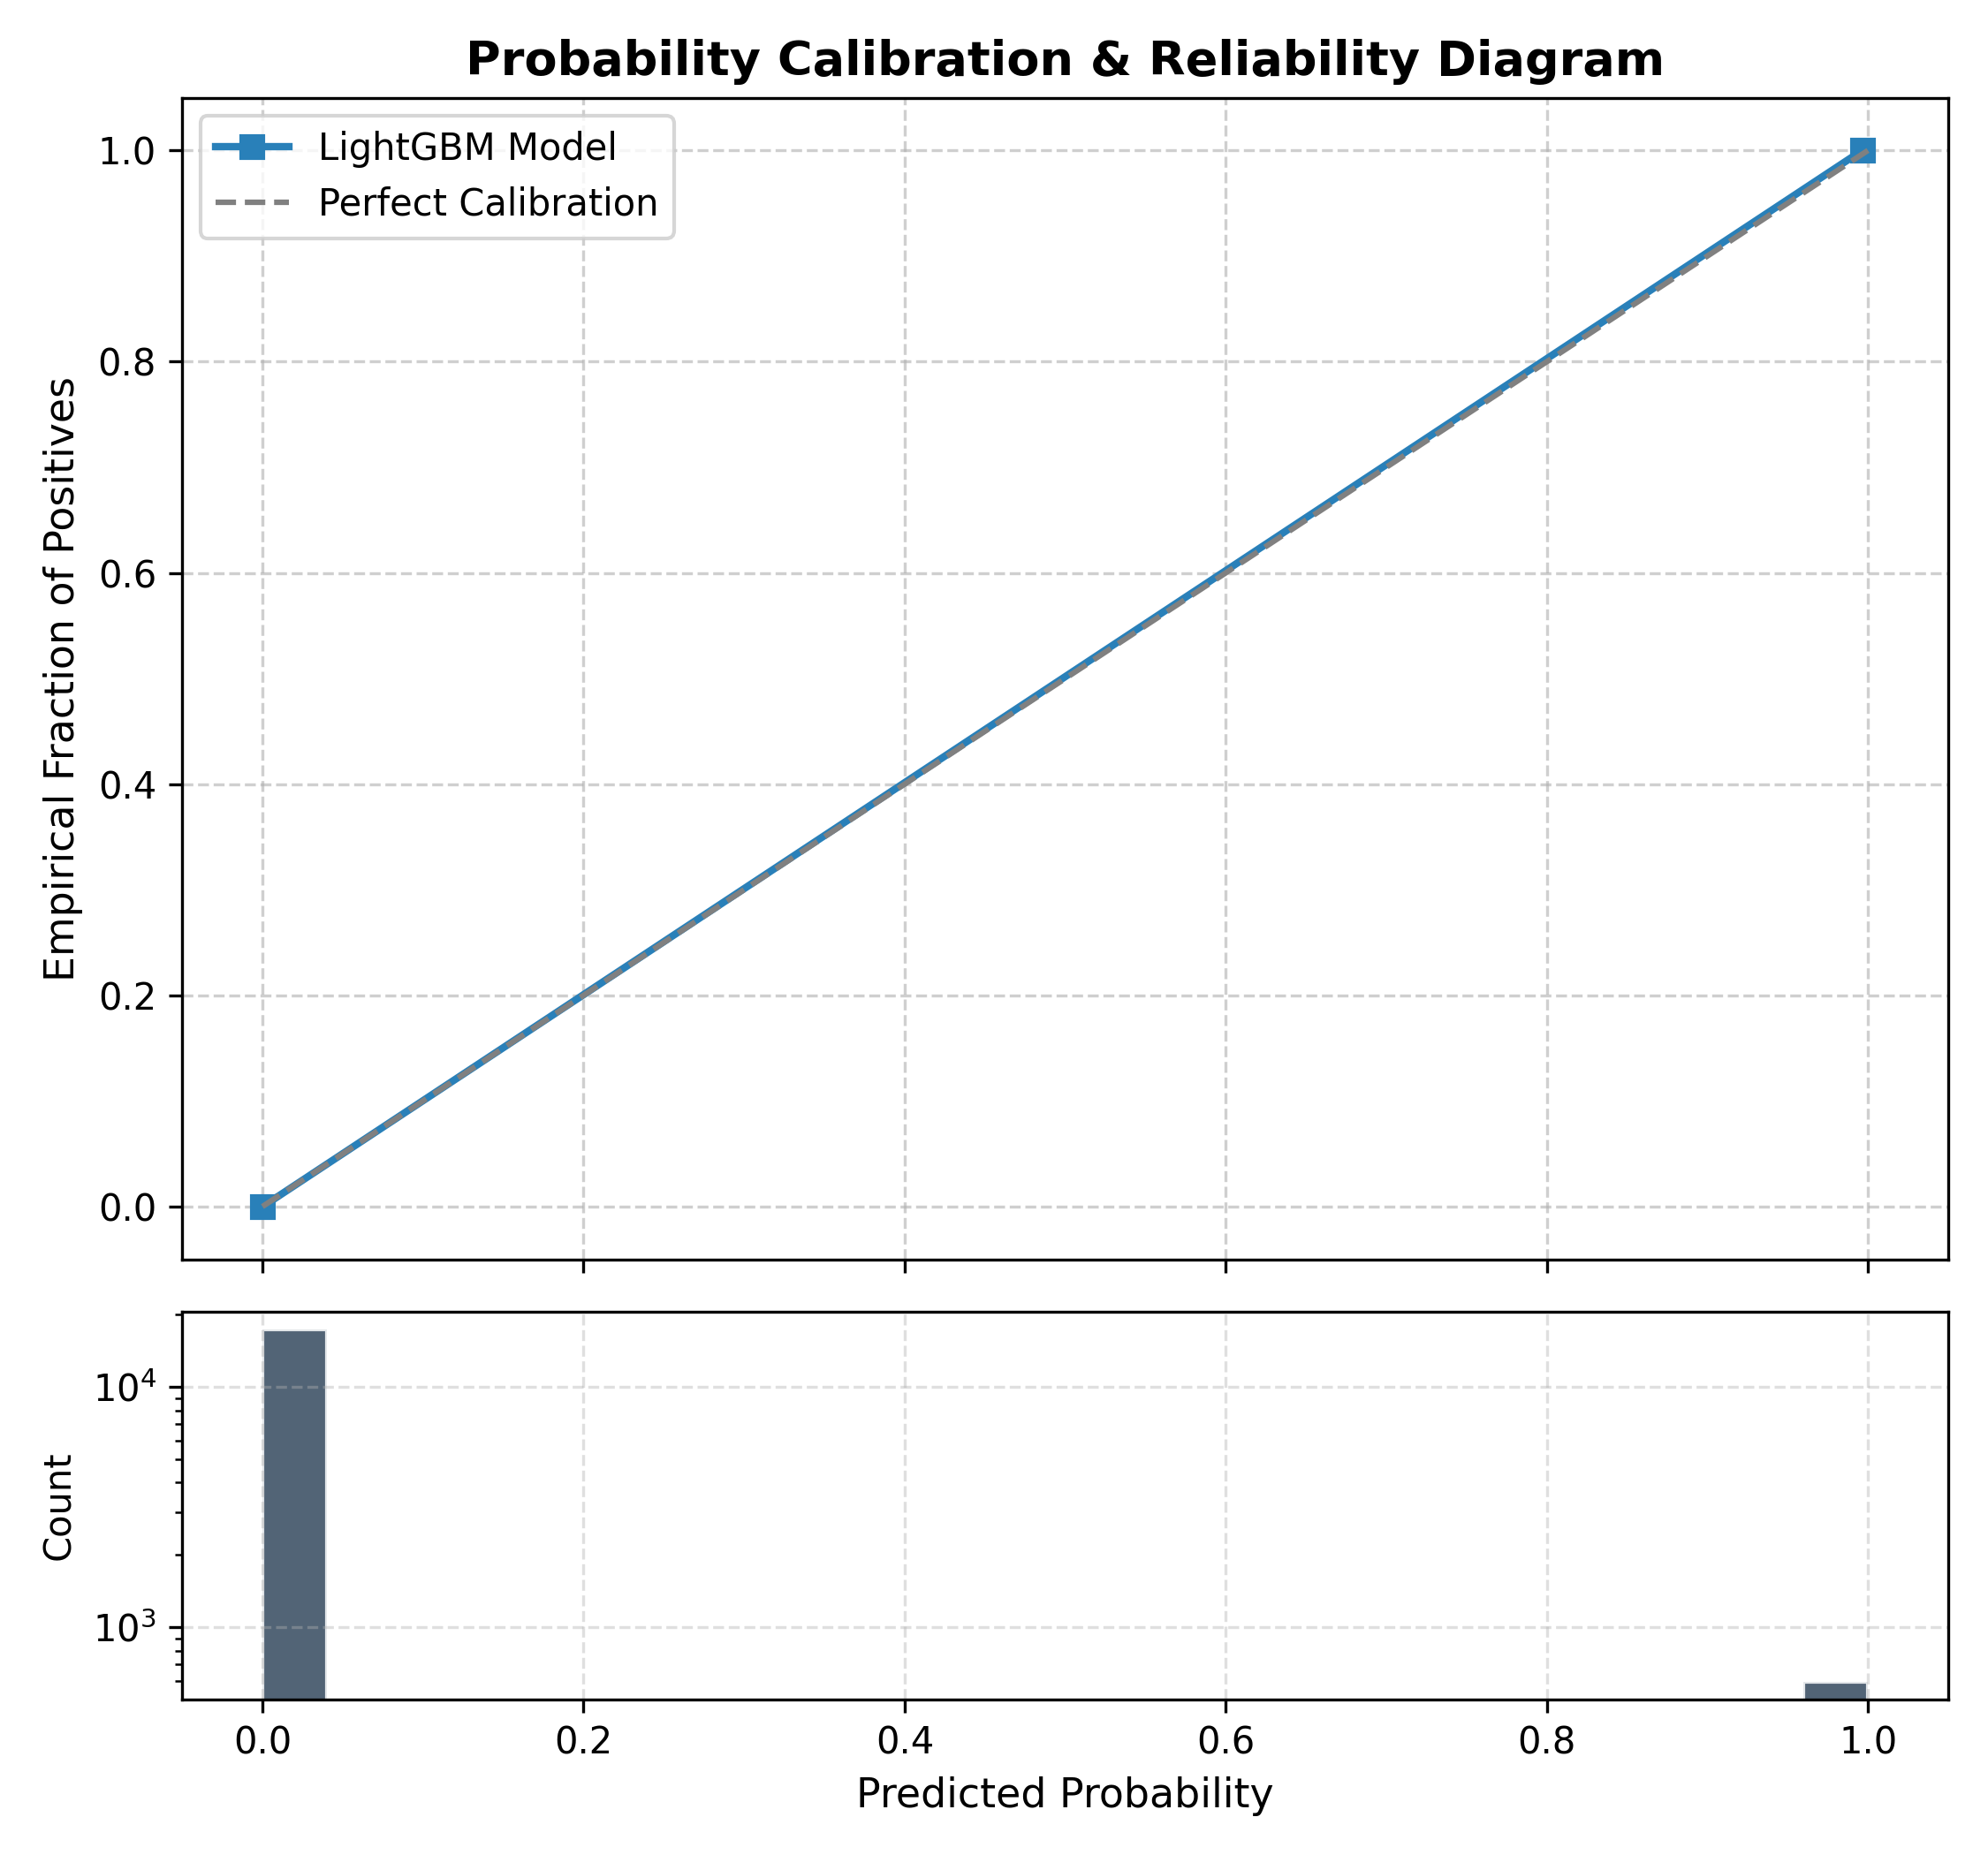 Probability Calibration & Reliability Diagram
LightGBM Model
Perfect Calibration
Empirical Fraction of Positives
1.0
0.8
0.6
0.4
0.2
0.0
Count
10⁴
10³
0.0 0.2 0.4 0.6 0.8 1.0
Predicted Probability